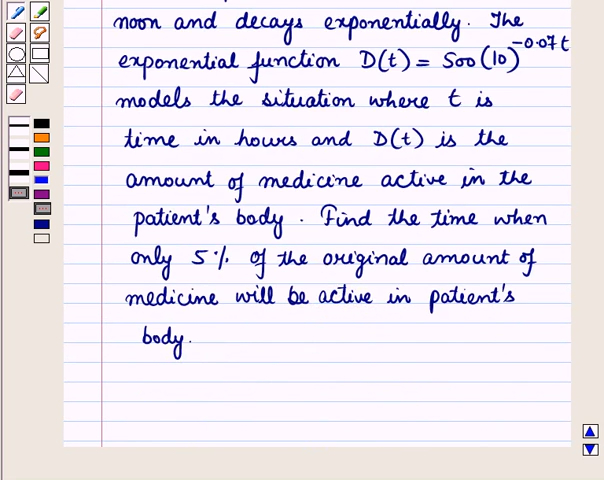 noon and decays exponentially. The
exponential function D(t) = 500(10)^-0.07t
models the situation where t is
time in hours and D(t) is the
amount of medicine active in the
patient's body. Find the time when
only 5% of the original amount of
medicine will be active in patient's
body.